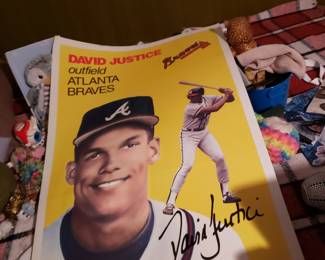 DAVID JUSTICE
outfield
ATLANTA
BRAVES
Braves
A
David Justice